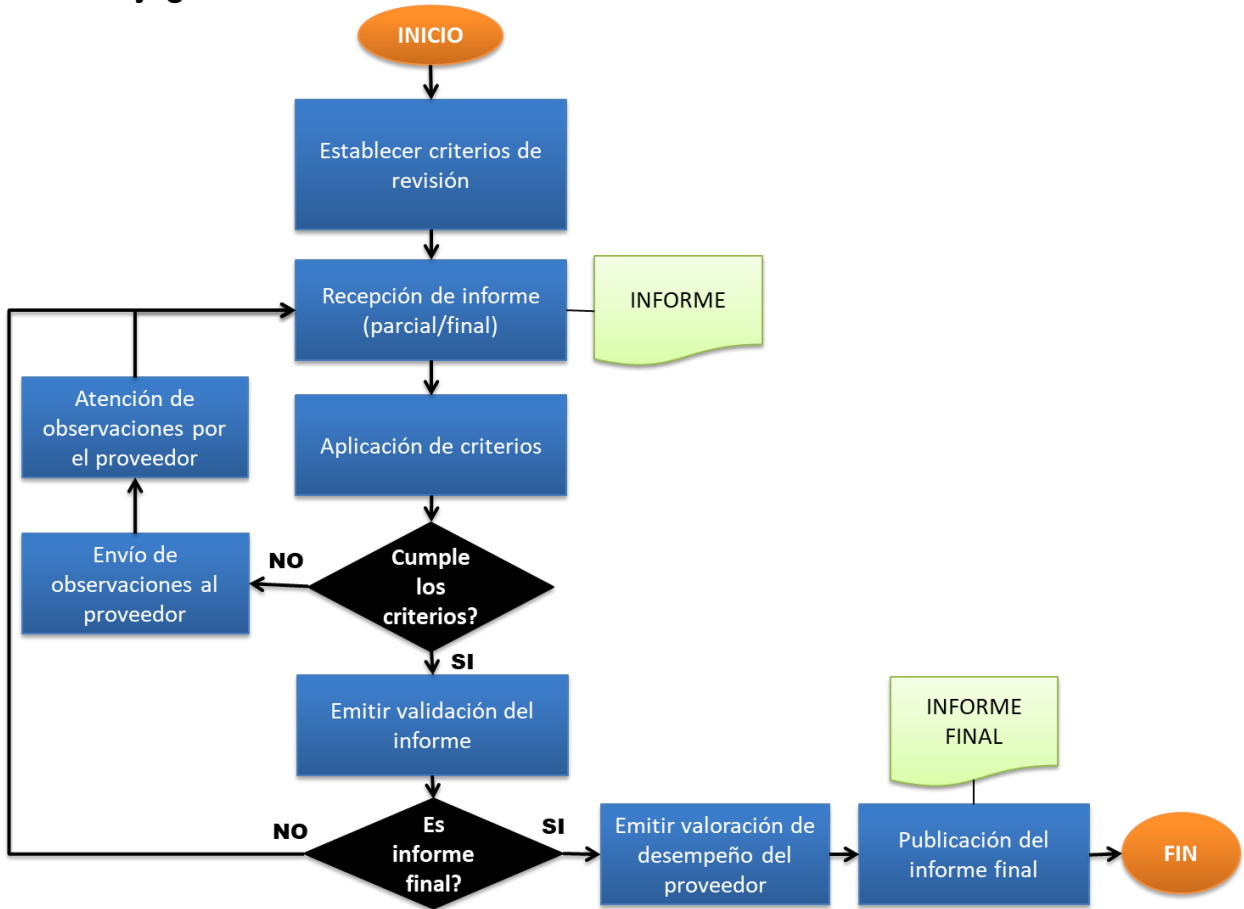 INICIO
Establecer criterios de
revisión
Recepción de informe
(parcial/final)
INFORME
Atención de
observaciones por
el proveedor
Aplicación de criterios
Envío de
observaciones al
proveedor
NO
Cumple
los
criterios?
SI
Emitir validación del
informe
INFORME
FINAL
NO
Es
informe
final?
SI
Emitir valoración de
desempeño del
proveedor
Publicación del
informe final
FIN